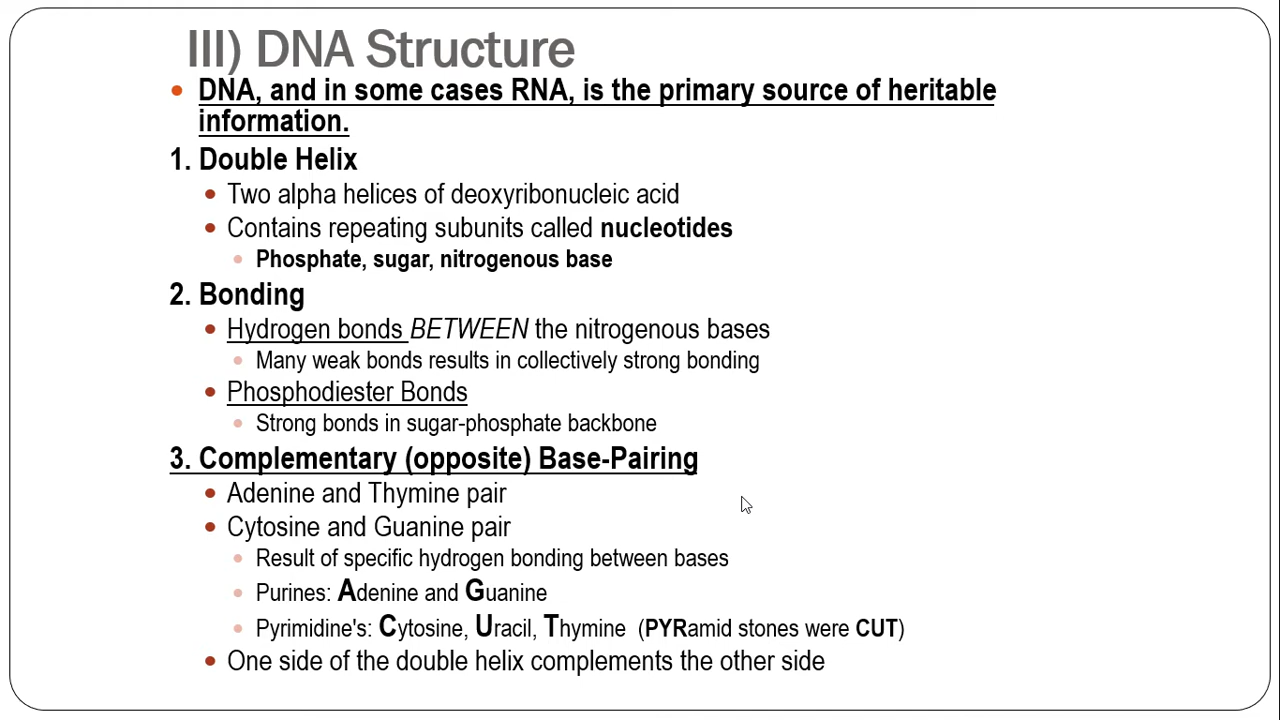 III) DNA Structure
DNA, and in some cases RNA, is the primary source of heritable
information.
1. Double Helix
Two alpha helices of deoxyribonucleic acid
Contains repeating subunits called nucleotides
Phosphate, sugar, nitrogenous base
2. Bonding
Hydrogen bonds BETWEEN the nitrogenous bases
Many weak bonds results in collectively strong bonding
Phosphodiester Bonds
Strong bonds in sugar-phosphate backbone
3. Complementary (opposite) Base-Pairing
Adenine and Thymine pair
Cytosine and Guanine pair
Result of specific hydrogen bonding between bases
Purines: Adenine and Guanine
Pyrimidine's: Cytosine, Uracil, Thymine (PYRamid stones were CUT)
One side of the double helix complements the other side